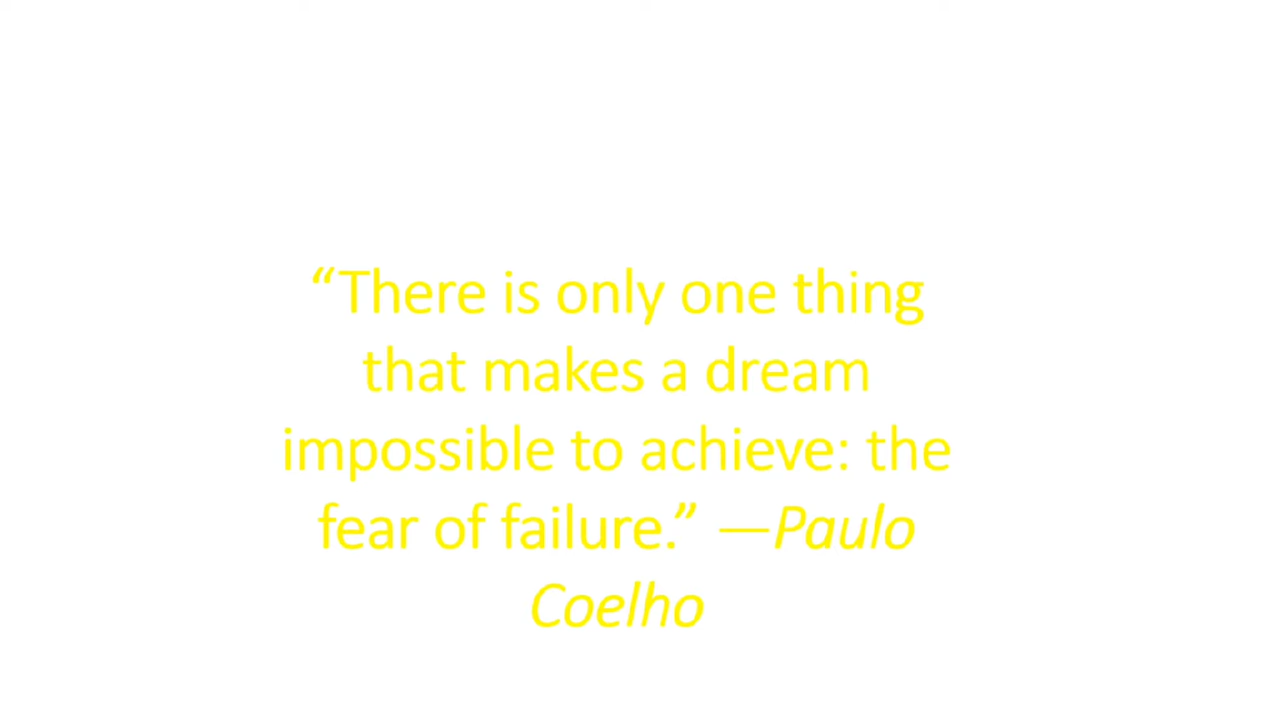 “There is only one thing
that makes a dream
impossible to achieve: the
fear of failure.” —Paulo
Coelho